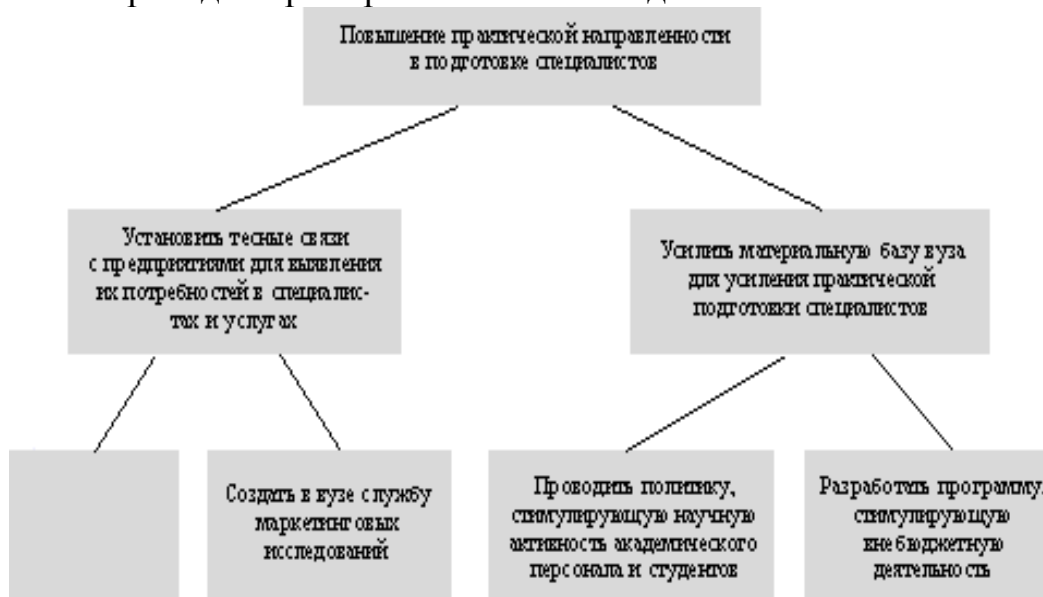 Повышение практической направленности
в подготовке специалистов
Установить тесные связи
с предприятиями для выявления
их потребностей в специалис-
тах и услугах
Усилить материальную базу вуза
для усиления практической
подготовки специалистов
Создать в вузе службу
маркетинговых
исследований
Проводить политику,
стимулирующую научную
активность академического
персонала и студентов
Разработать программу
стимулирующую
внебюджетную
деятельность